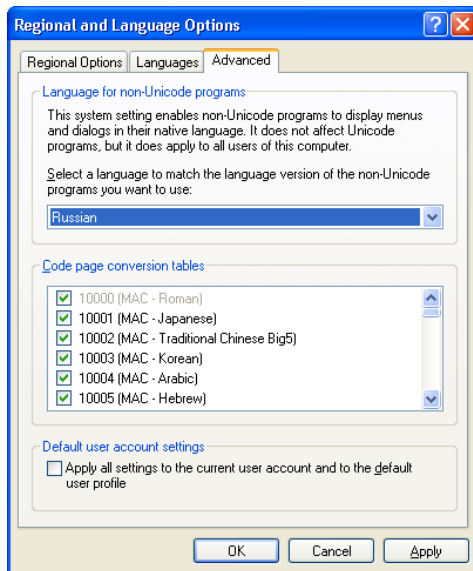 Regional and Language Options
Regional Options Languages Advanced
Language for non-Unicode programs
This system setting enables non-Unicode programs to display menus
and dialogs in their native language. It does not affect Unicode
programs, but it does apply to all users of this computer.
Select a language to match the language version of the non-Unicode
programs you want to use:
Russian
Code page conversion tables
10000 (MAC - Roman)
10001 (MAC - Japanese)
10002 (MAC - Traditional Chinese Big5)
10003 (MAC - Korean)
10004 (MAC - Arabic)
10005 (MAC - Hebrew)
Default user account settings
Apply all settings to the current user account and to the default
user profile
OK Cancel Apply